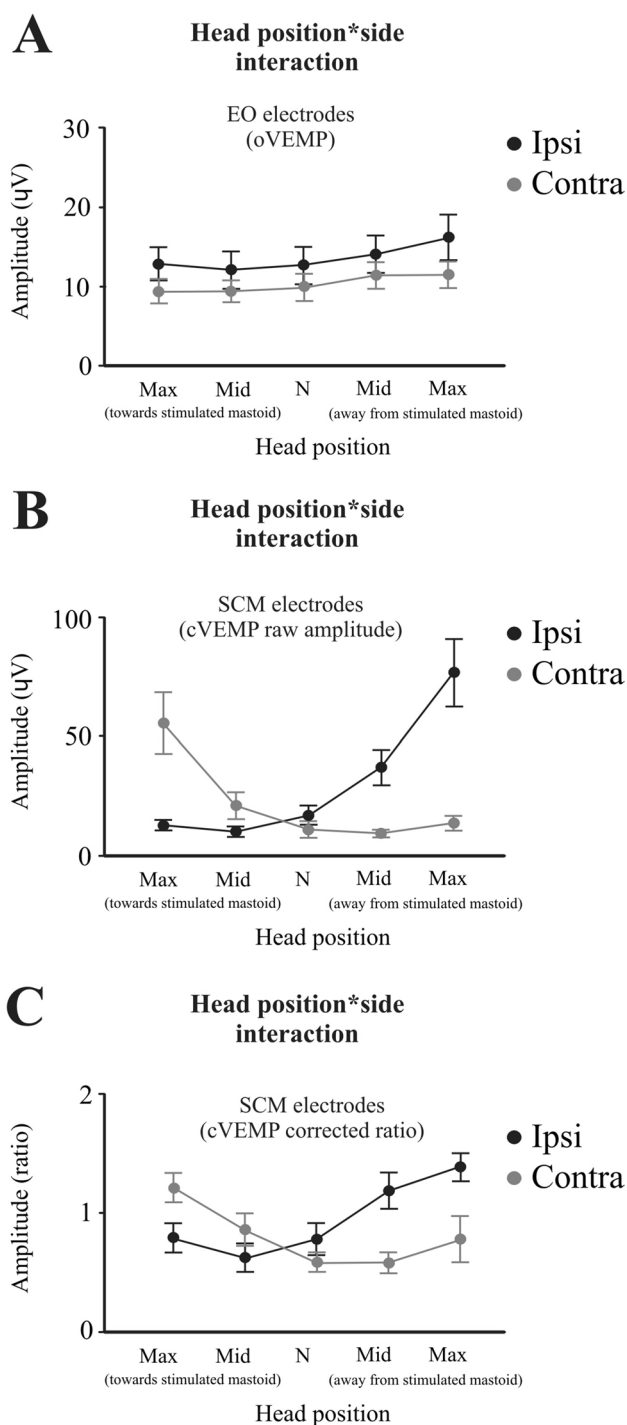 A
Head position*side
interaction
EO electrodes
(oVEMP)
30
20
10
0
Amplitude (ųV)
Ipsi
Contra
Max
Mid
N
Mid
Max
(towards stimulated mastoid)
(away from stimulated mastoid)
Head position
B
Head position*side
interaction
SCM electrodes
(cVEMP raw amplitude)
100
50
0
Amplitude (ųV)
Ipsi
Contra
Max
Mid
N
Mid
Max
(towards stimulated mastoid)
(away from stimulated mastoid)
Head position
C
Head position*side
interaction
SCM electrodes
(cVEMP corrected ratio)
2
1
0
Amplitude (ratio)
Ipsi
Contra
Max
Mid
N
Mid
Max
(towards stimulated mastoid)
(away from stimulated mastoid)
Head position